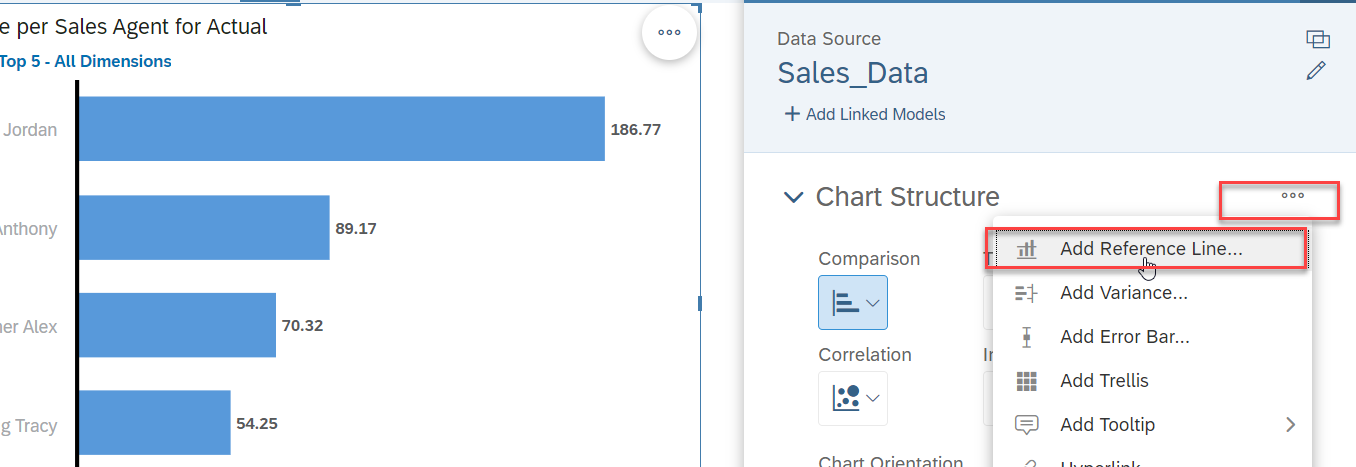 e per Sales Agent for Actual
Top 5 - All Dimensions
Jordan
186.77
Anthony
89.17
her Alex
70.32
g Tracy
54.25
Data Source
Sales_Data
+ Add Linked Models
Chart Structure
Comparison
Correlation
Chart Orientation
Add Reference Line...
Add Variance...
Add Error Bar...
Add Trellis
Add Tooltip
Hyperlink